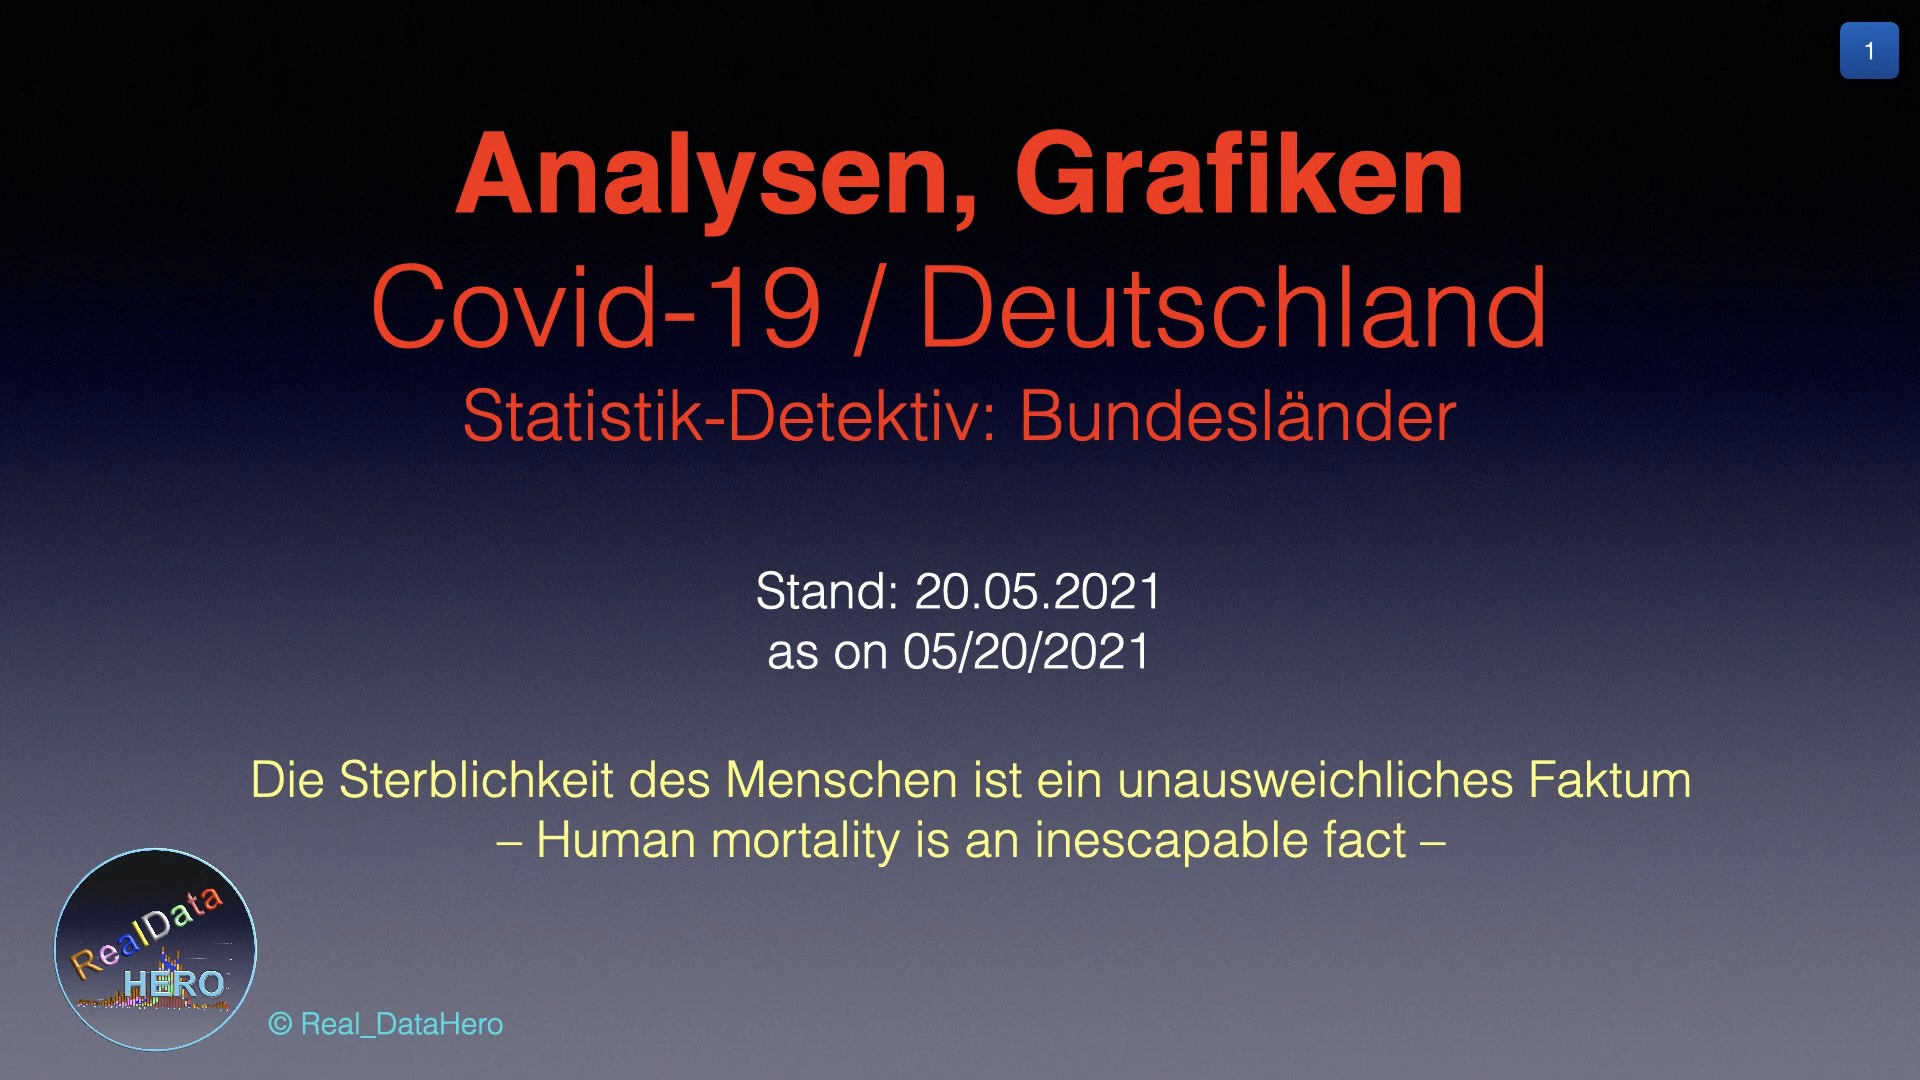 1
Analysen, Grafiken
Covid-19 / Deutschland
Statistik-Detektiv: Bundesländer
Stand: 20.05.2021
as on 05/20/2021
Die Sterblichkeit des Menschen ist ein unausweichliches Faktum
– Human mortality is an inescapable fact –
RealData
HERO
© Real_DataHero